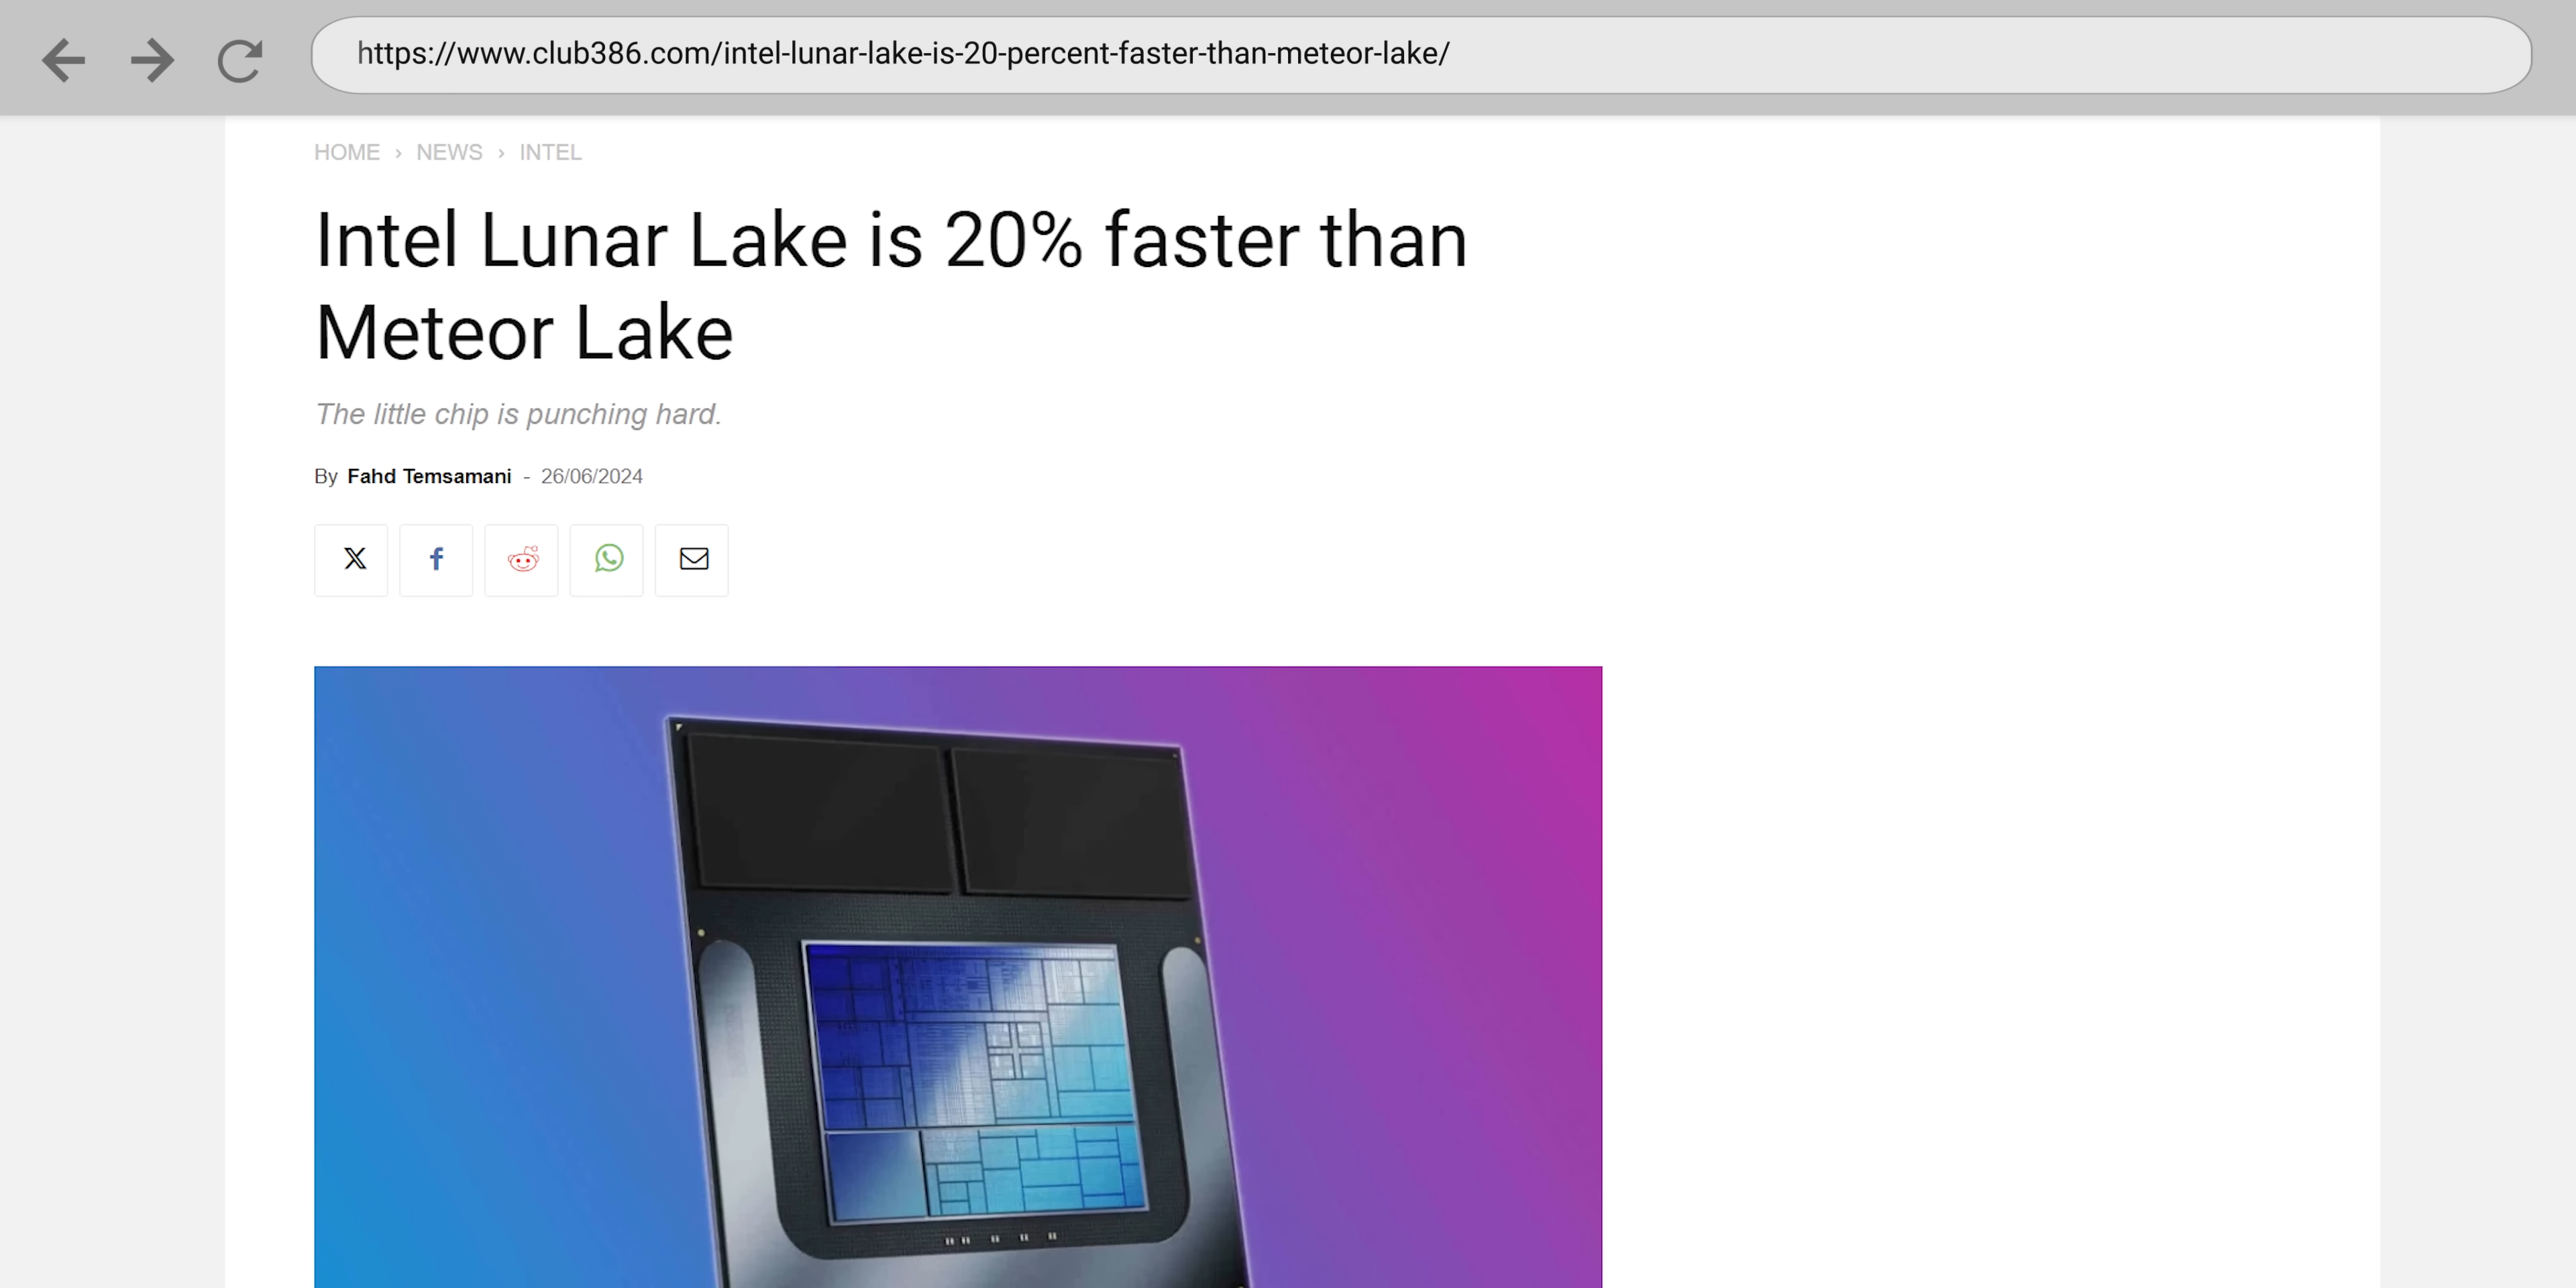 https://www.club386.com/intel-lunar-lake-is-20-percent-faster-than-meteor-lake/
HOME › NEWS › INTEL
Intel Lunar Lake is 20% faster than
Meteor Lake
The little chip is punching hard.
By Fahd Temsamani - 26/06/2024